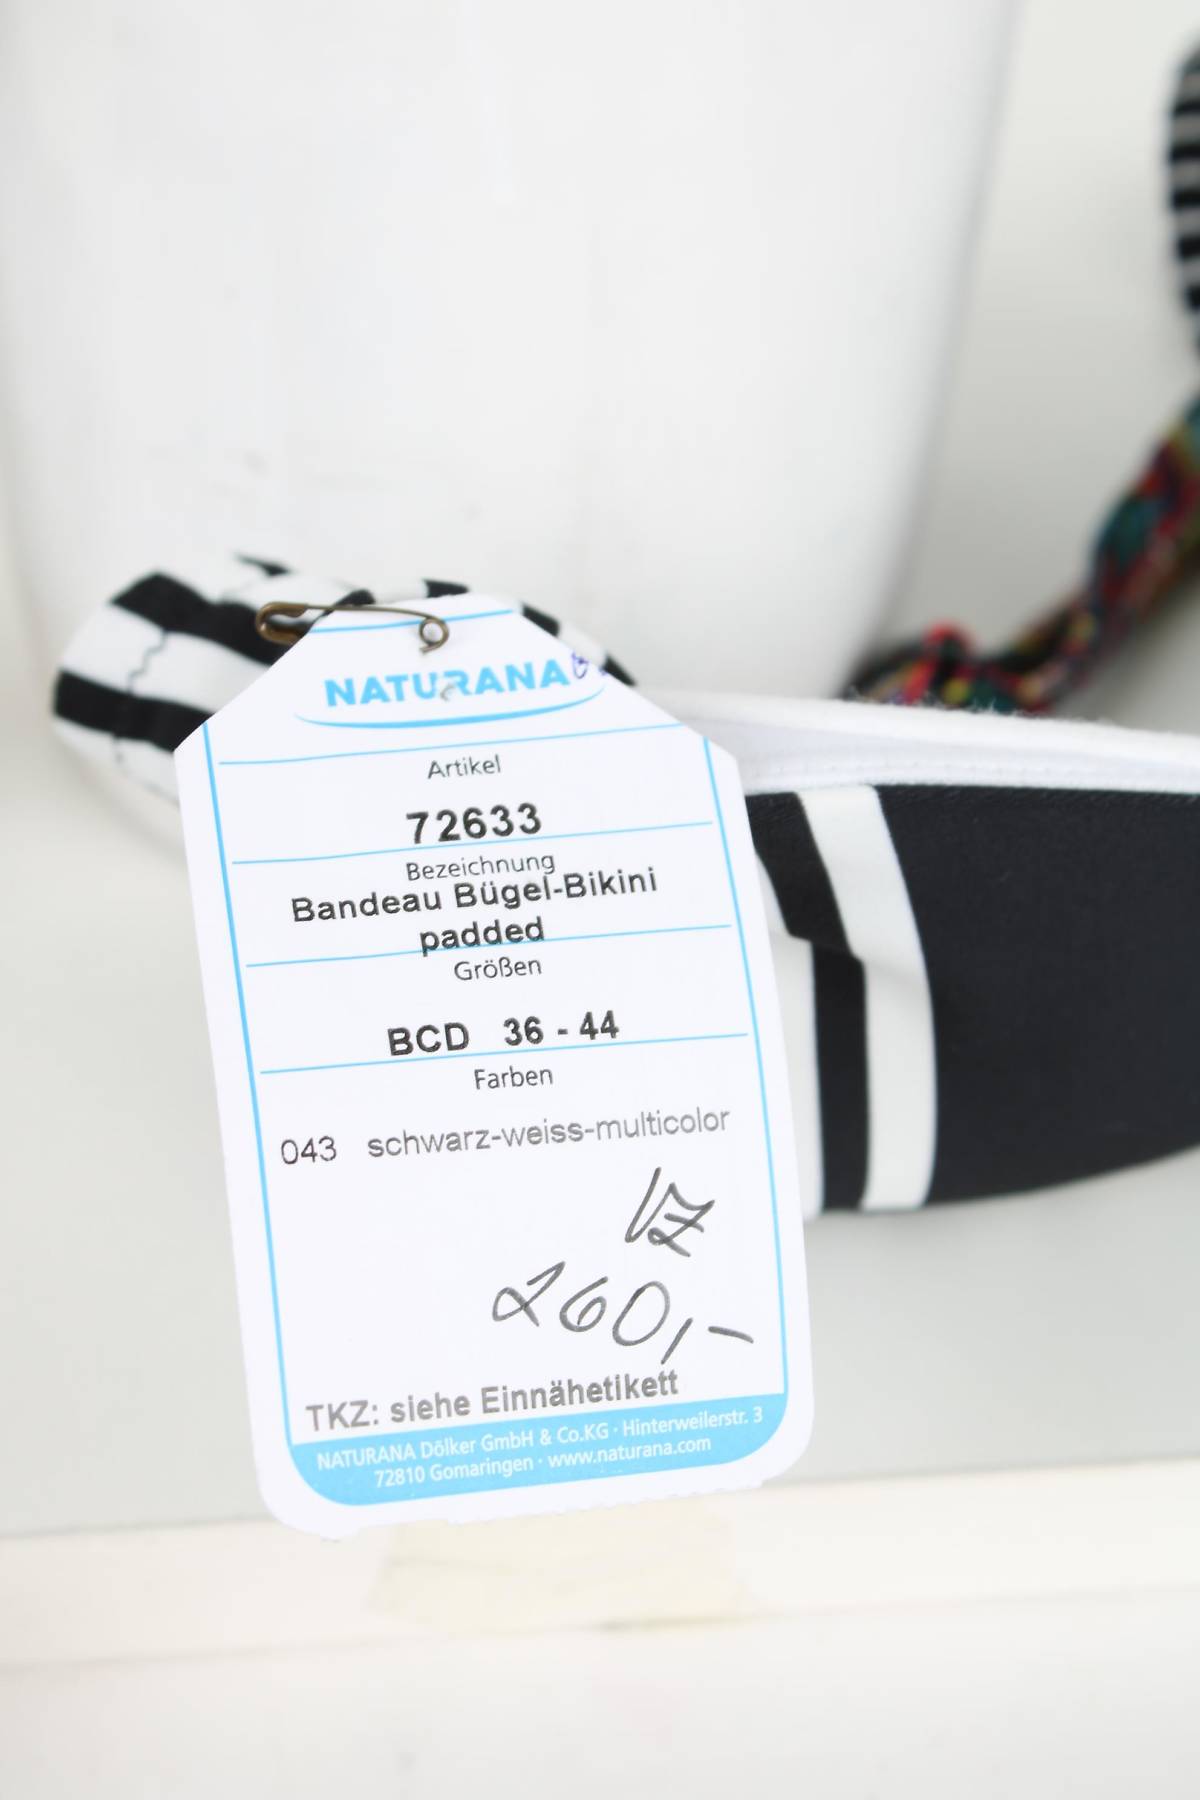 NATURANA
Artikel
72633
Bezeichnung
Bandeau Bügel-Bikini
padded
Größen
BCD 36 - 44
Farben
043 schwarz-weiss-multicolor
VZ
260,-
TKZ: siehe Einnähetikett
NATURANA Dölker GmbH & Co.KG · Hinterweilerstr. 3
72810 Gomaringen · www.naturana.com